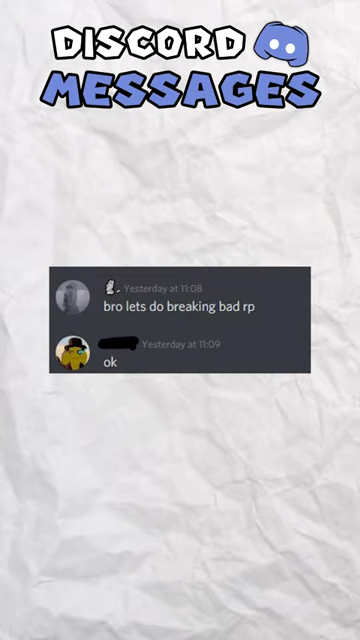 DISCORD
MESSAGES
Yesterday at 11:08
bro lets do breaking bad rp
Yesterday at 11:09
ok